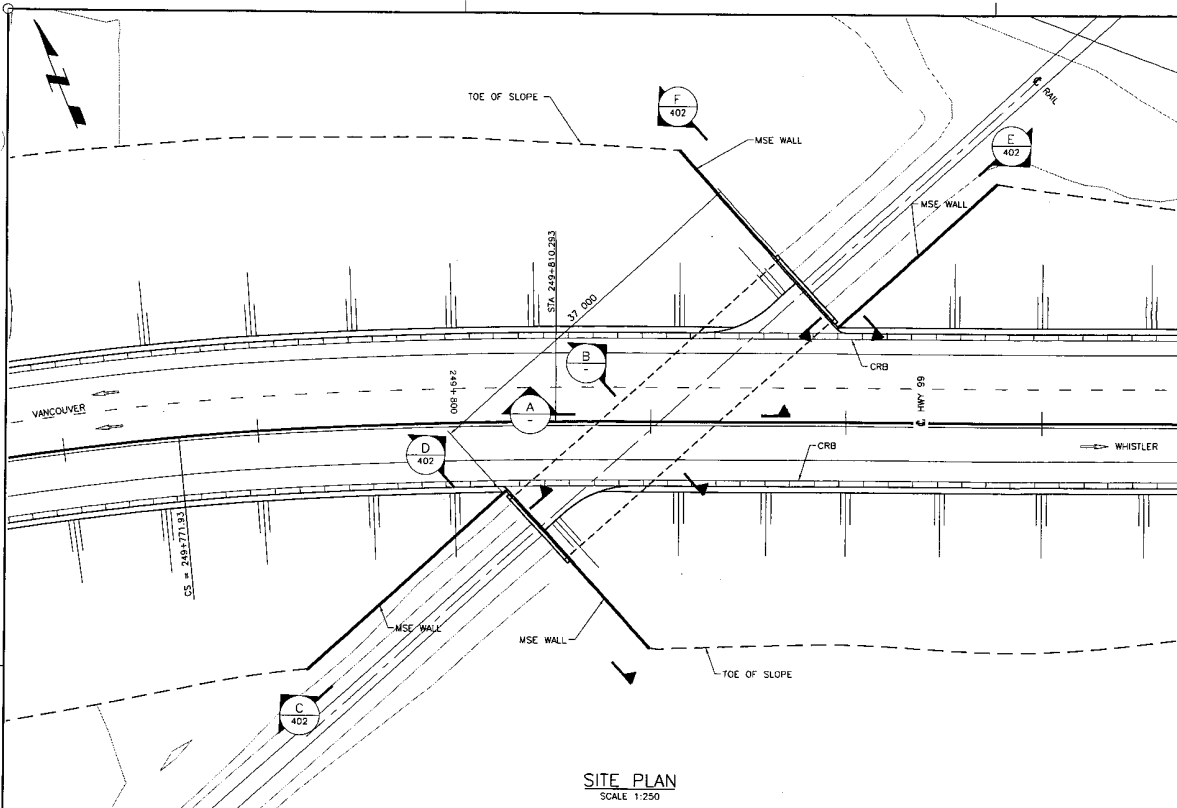 TOE OF SLOPE
F
402
MSE WALL
℄ RAIL
E
402
MSE WALL
STA 249+810.293
37 000
B
-
CRB
249+800
A
-
℄ HWY 99
VANCOUVER
D
402
CRB
WHISTLER
CS = 249+771.93
MSE WALL
MSE WALL
TOE OF SLOPE
C
402
SITE PLAN
SCALE 1:250